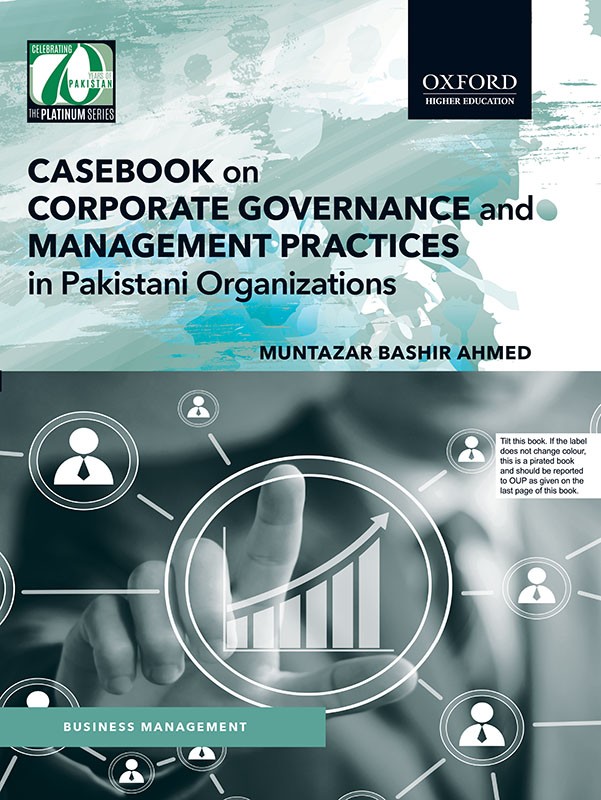 CELEBRATING
70
YEARS OF
PAKISTAN
THE PLATINUM SERIES
OXFORD
HIGHER EDUCATION
CASEBOOK on
CORPORATE GOVERNANCE and
MANAGEMENT PRACTICES
in Pakistani Organizations
MUNTAZAR BASHIR AHMED
Tilt this book. If the label
does not change colour,
this is a pirated book
and should be reported
to OUP as given on the
last page of this book.
BUSINESS MANAGEMENT